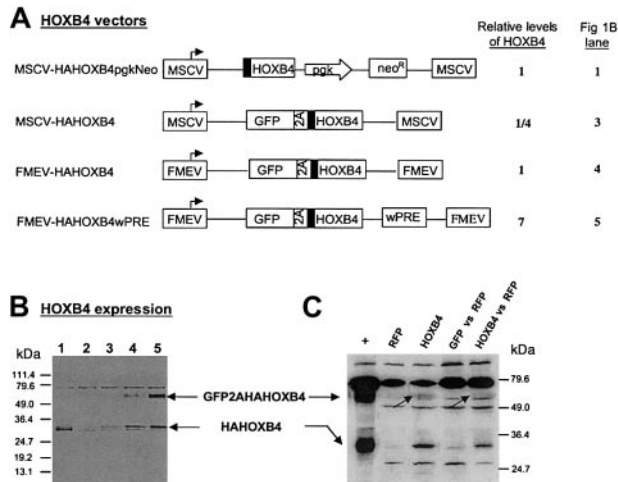 A HOXB4 vectors
Relative levels of HOXB4
Fig 1B lane
MSCV-HAHOXB4pgkNeo MSCV HOXB4 pgk neoR MSCV 1 1
MSCV-HAHOXB4 MSCV GFP 2A HOXB4 MSCV 1/4 3
FMEV-HAHOXB4 FMEV GFP 2A HOXB4 FMEV 1 4
FMEV-HAHOXB4wPRE FMEV GFP 2A HOXB4 wPRE FMEV 7 5
B HOXB4 expression
kDa
1 2 3 4 5
111.4
79.6
49.0
36.4
24.7
19.2
13.1
GFP2AHAHOXB4
HAHOXB4
C
+ RFP HOXB4 GFP vs RFP HOXB4 vs RFP
kDa
79.6
49.0
36.4
24.7